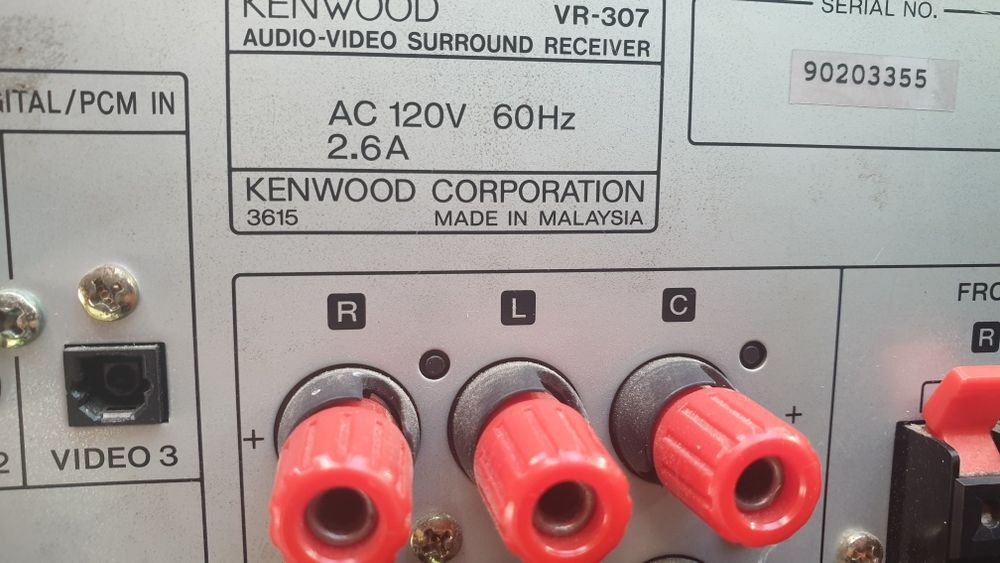 KENWOOD VR-307
AUDIO-VIDEO SURROUND RECEIVER
AC 120V 60Hz
2.6A
KENWOOD CORPORATION
3615 MADE IN MALAYSIA
SERIAL NO.
90203355
ITAL/PCM IN
VIDEO 3
2
R L C
+ +
FRO
R